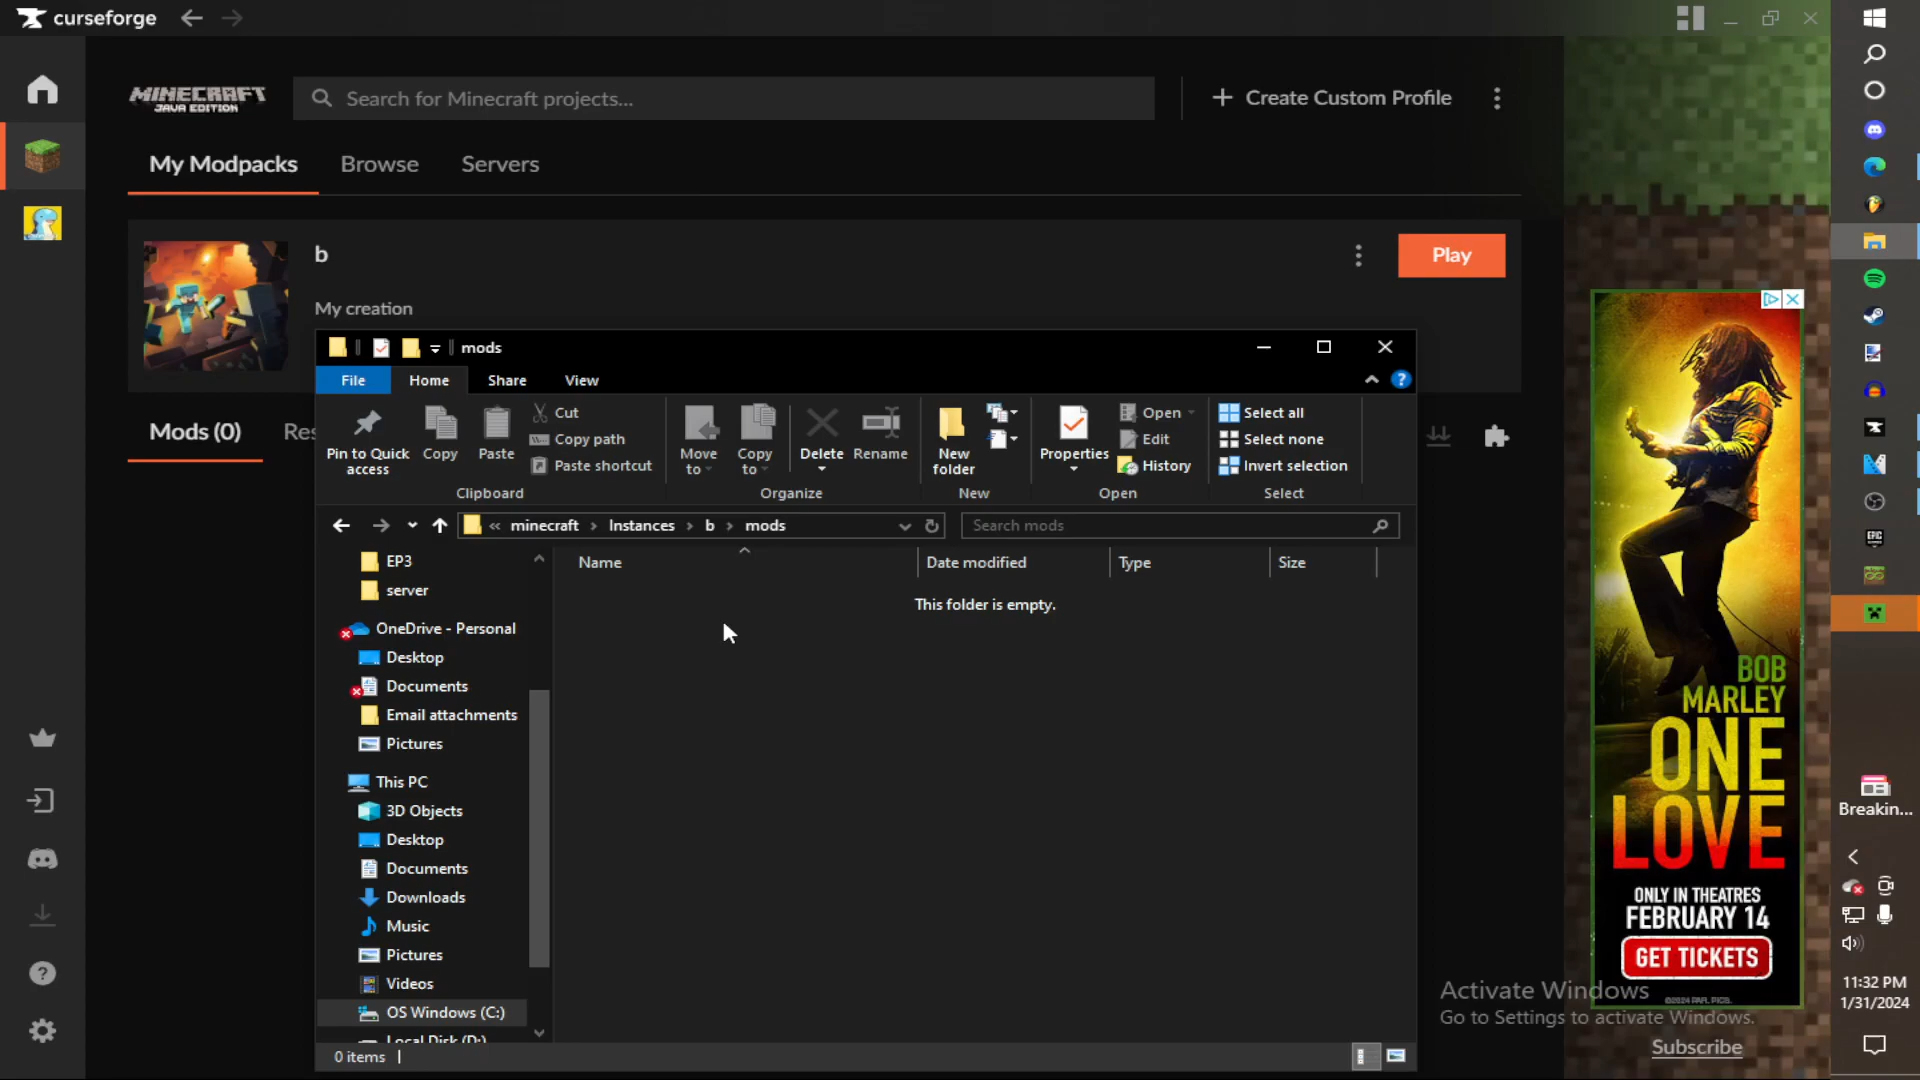 curseforge
MINECRAFT
JAVA EDITION
Search for Minecraft projects...
Create Custom Profile
My Modpacks
Browse
Servers
b
Play
My creation
mods
File
Home
Share
View
Mods (0)
Res
Pin to Quick access
Copy
Paste
Cut
Copy path
Paste shortcut
Clipboard
Move to
Copy to
Delete
Rename
Organize
New folder
New
Properties
Open
Edit
History
Open
Select all
Select none
Invert selection
Select
« minecraft > Instances > b > mods
Search mods
EP3
server
OneDrive - Personal
Desktop
Documents
Email attachments
Pictures
This PC
3D Objects
Desktop
Documents
Downloads
Music
Pictures
Videos
OS Windows (C:)
Local Disk (D:)
Name
Date modified
Type
Size
This folder is empty.
0 items
BOB
MARLEY
ONE
LOVE
ONLY IN THEATRES
FEBRUARY 14
GET TICKETS
©2024 PAR. PICS.
Activate Windows
Go to Settings to activate Windows.
Subscribe
EPIC
Breakin...
11:32 PM
1/31/2024